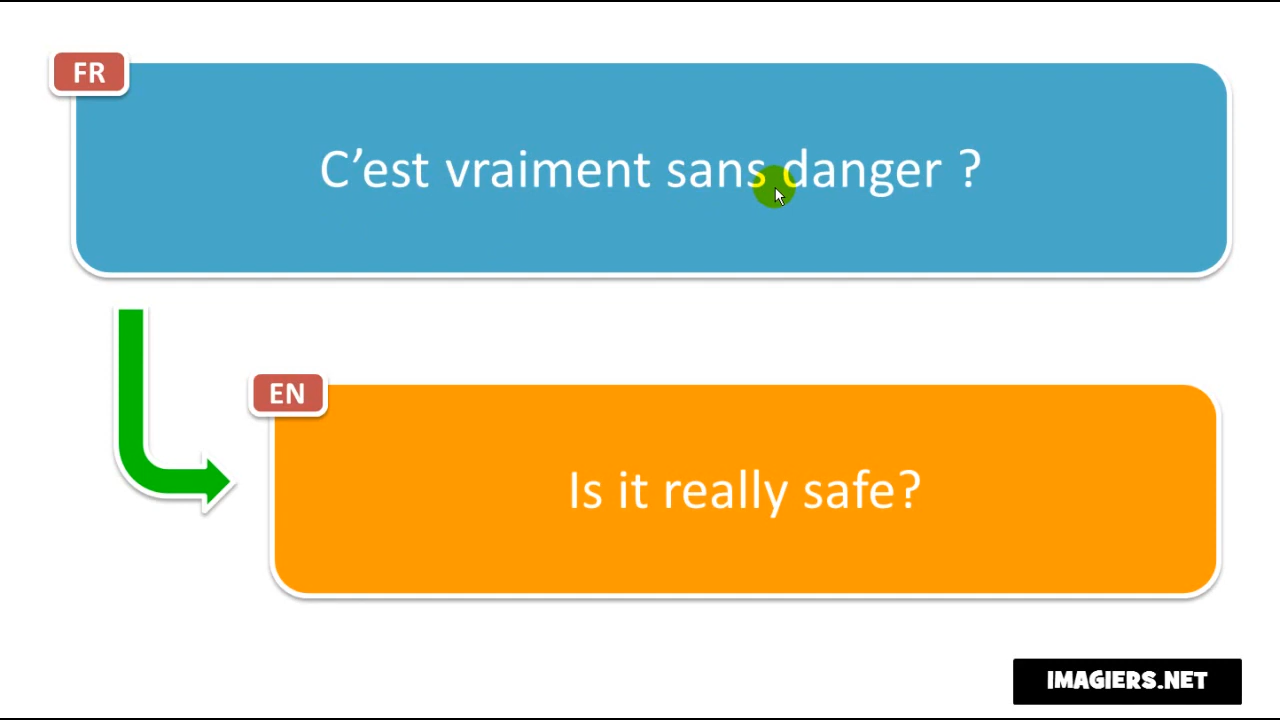 FR
C’est vraiment sans danger ?
EN
Is it really safe?
IMAGIERS.NET